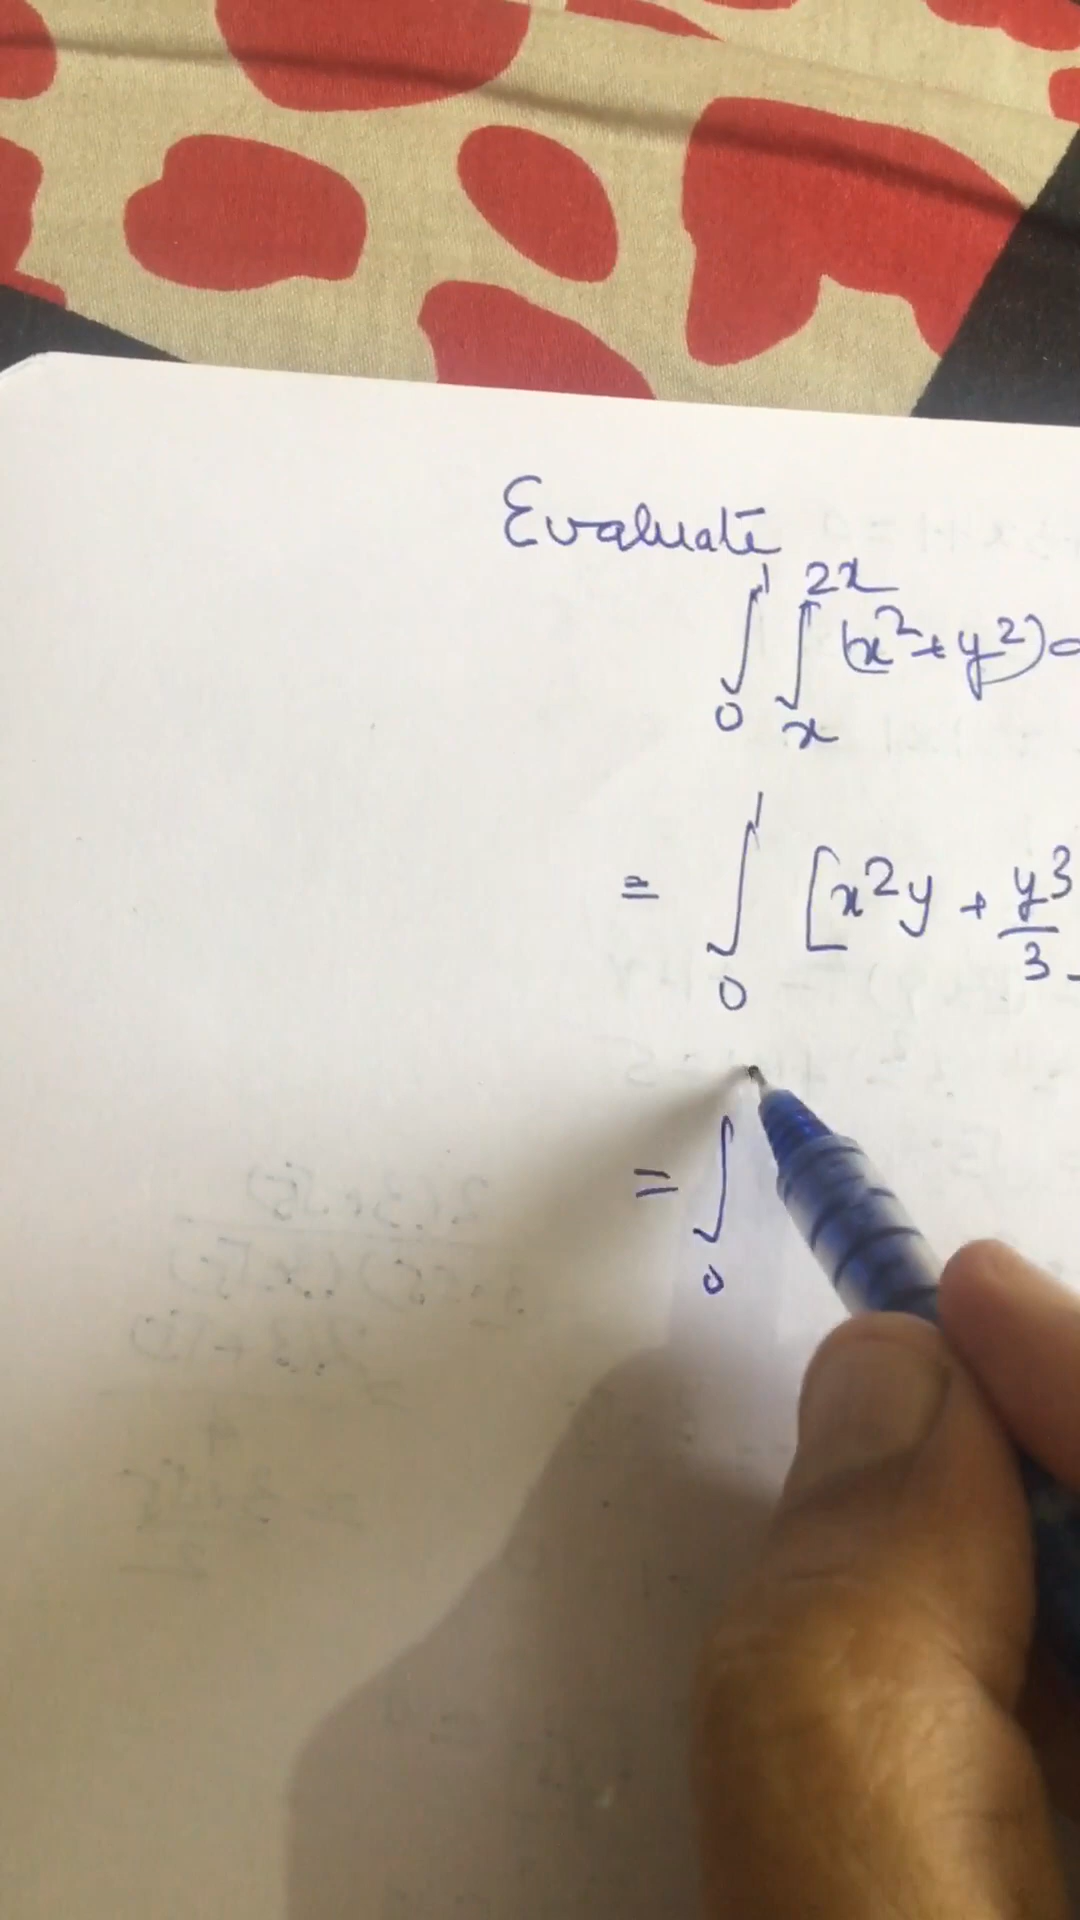 Evaluate
∫₀¹ ∫ₓ²ˣ (x² + y²)
= ∫₀¹ [x²y + y³/3
= ∫₀